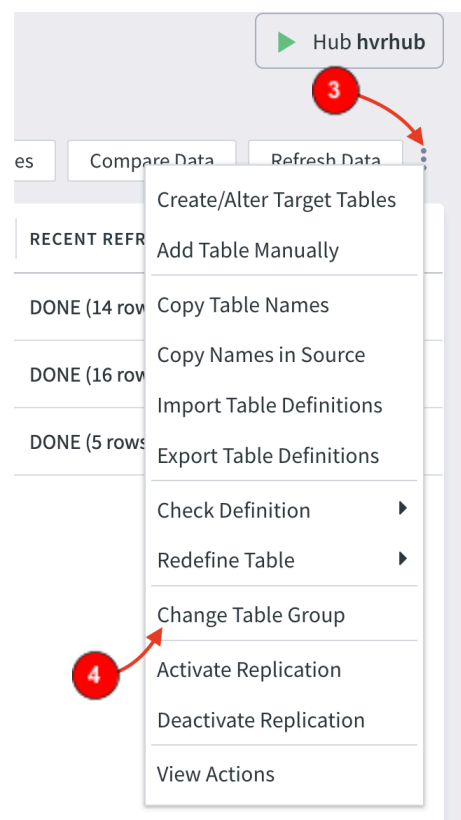 Hub hvrhub
3
es
Compare Data
Refresh Data
Create/Alter Target Tables
RECENT REFR
Add Table Manually
DONE (14 row
Copy Table Names
Copy Names in Source
DONE (16 row
Import Table Definitions
DONE (5 rows
Export Table Definitions
Check Definition
Redefine Table
Change Table Group
4
Activate Replication
Deactivate Replication
View Actions